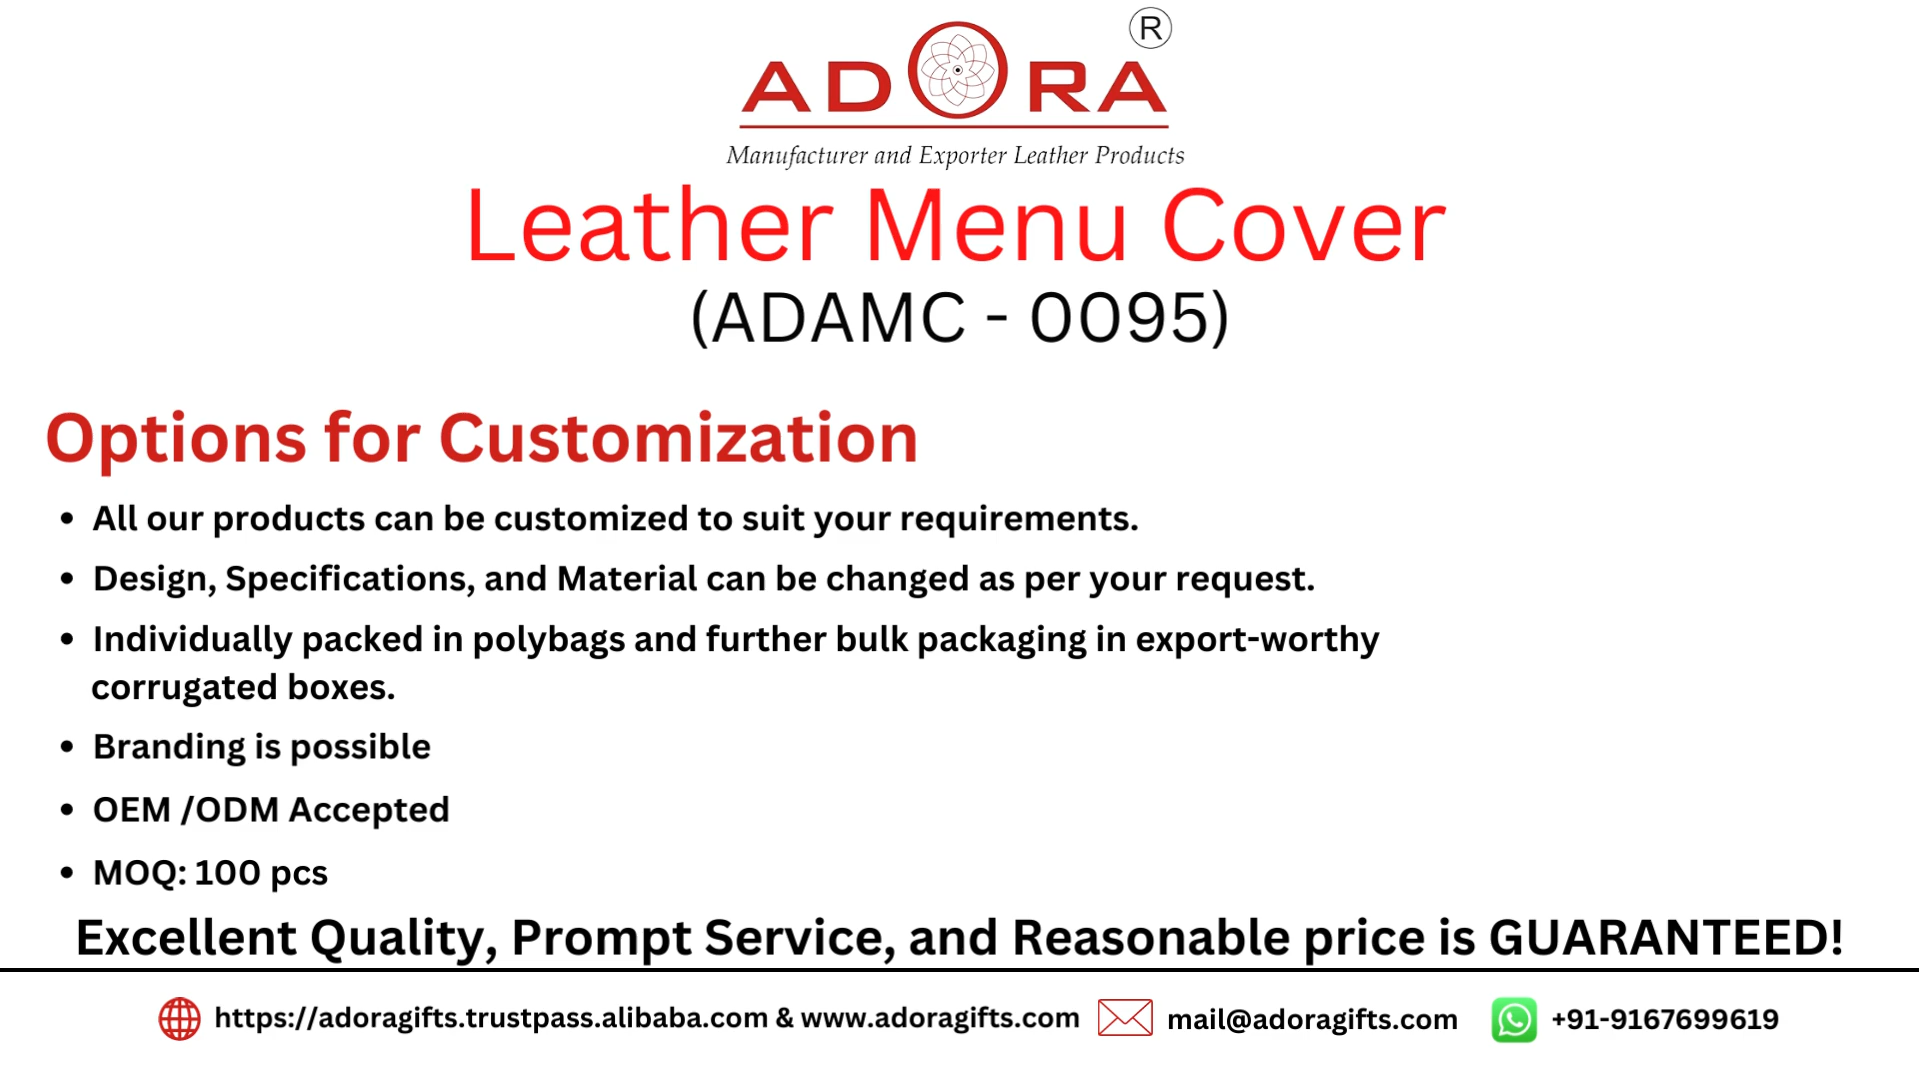 ADORA ®
Manufacturer and Exporter Leather Products
Leather Menu Cover
(ADAMC - 0095)
Options for Customization
• All our products can be customized to suit your requirements.
• Design, Specifications, and Material can be changed as per your request.
• Individually packed in polybags and further bulk packaging in export-worthy
corrugated boxes.
• Branding is possible
• OEM /ODM Accepted
• MOQ: 100 pcs
Excellent Quality, Prompt Service, and Reasonable price is GUARANTEED!
https://adoragifts.trustpass.alibaba.com & www.adoragifts.com mail@adoragifts.com +91-9167699619